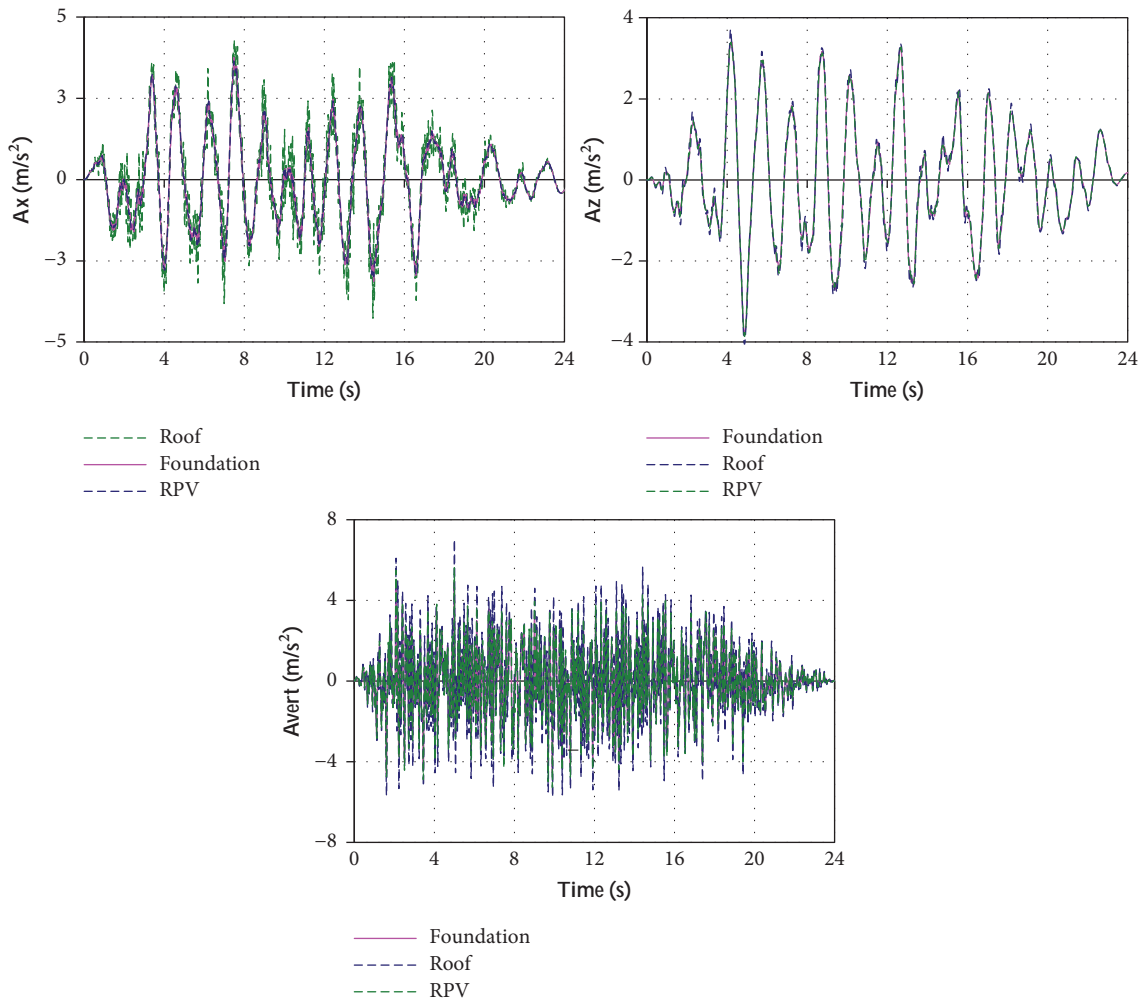 5
3
0
−3
−5
Ax (m/s²)
0 4 8 12 16 20 24
Time (s)
Roof
Foundation
RPV
4
2
0
−2
−4
Az (m/s²)
0 4 8 12 16 20 24
Time (s)
Foundation
Roof
RPV
8
4
0
−4
−8
Avert (m/s²)
0 4 8 12 16 20 24
Time (s)
Foundation
Roof
RPV